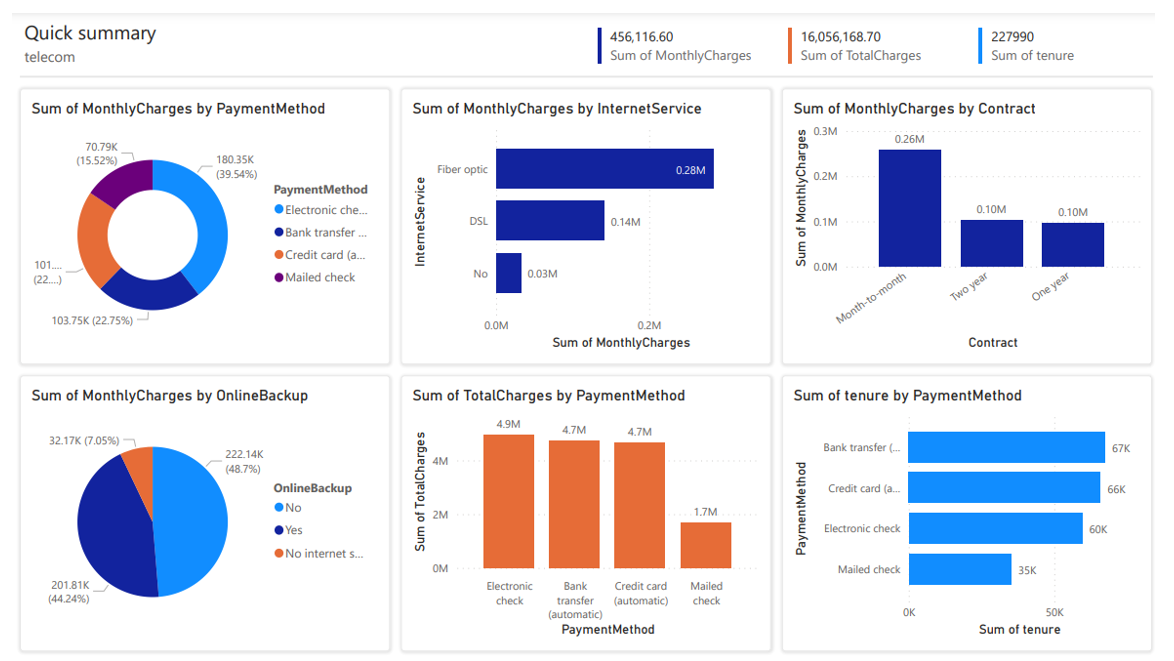 Quick summary
telecom
456,116.60
Sum of MonthlyCharges
16,056,168.70
Sum of TotalCharges
227990
Sum of tenure
Sum of MonthlyCharges by PaymentMethod
70.79K
(15.52%)
180.35K
(39.54%)
101....
(22....)
103.75K (22.75%)
PaymentMethod
Electronic che...
Bank transfer ...
Credit card (a...
Mailed check
Sum of MonthlyCharges by InternetService
InternetService
Fiber optic
0.28M
DSL
0.14M
No
0.03M
0.0M
0.2M
Sum of MonthlyCharges
Sum of MonthlyCharges by Contract
Sum of MonthlyCharges
0.3M
0.2M
0.1M
0.0M
0.26M
0.10M
0.10M
Month-to-month
Two year
One year
Contract
Sum of MonthlyCharges by OnlineBackup
32.17K (7.05%)
222.14K
(48.7%)
201.81K
(44.24%)
OnlineBackup
No
Yes
No internet s...
Sum of TotalCharges by PaymentMethod
Sum of TotalCharges
4M
2M
0M
4.9M
4.7M
4.7M
1.7M
Electronic
check
Bank
transfer
(automatic)
Credit card
(automatic)
Mailed
check
PaymentMethod
Sum of tenure by PaymentMethod
PaymentMethod
Bank transfer (...
67K
Credit card (a...
66K
Electronic check
60K
Mailed check
35K
0K
50K
Sum of tenure